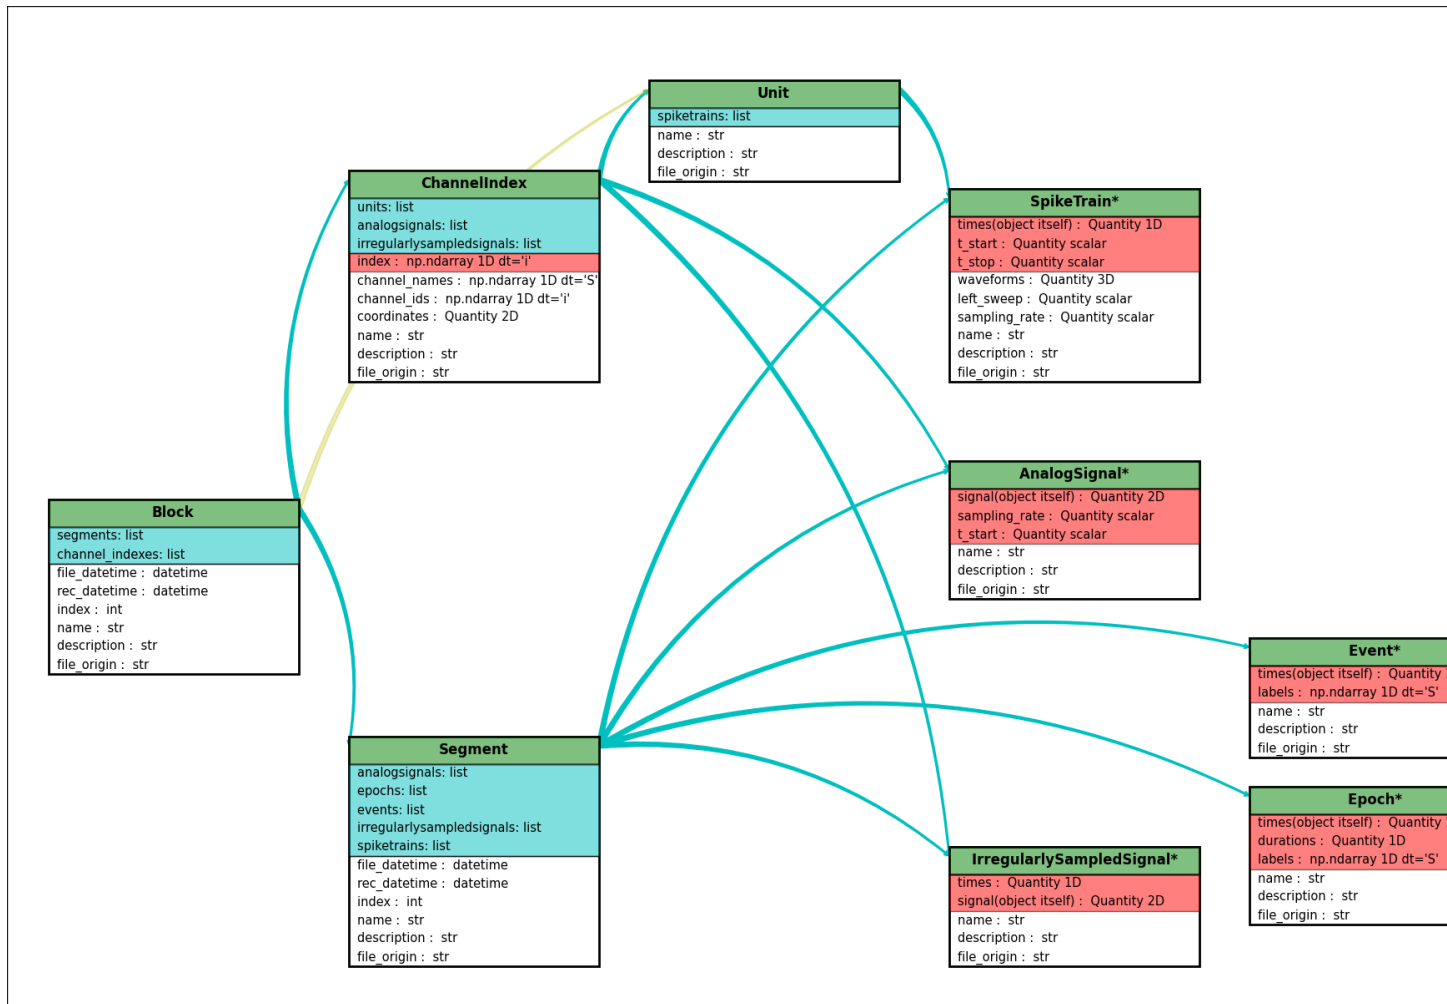 Unit
spiketrains: list
name :  str
description :  str
file_origin :  str
ChannelIndex
units: list
analogsignals: list
irregularlysampledsignals: list
index :  np.ndarray 1D dt='i'
channel_names :  np.ndarray 1D dt='S'
channel_ids :  np.ndarray 1D dt='i'
coordinates :  Quantity 2D
name :  str
description :  str
file_origin :  str
SpikeTrain*
times(object itself) :  Quantity 1D
t_start :  Quantity scalar
t_stop :  Quantity scalar
waveforms :  Quantity 3D
left_sweep :  Quantity scalar
sampling_rate :  Quantity scalar
name :  str
description :  str
file_origin :  str
Block
segments: list
channel_indexes: list
file_datetime :  datetime
rec_datetime :  datetime
index :  int
name :  str
description :  str
file_origin :  str
AnalogSignal*
signal(object itself) :  Quantity 2D
sampling_rate :  Quantity scalar
t_start :  Quantity scalar
name :  str
description :  str
file_origin :  str
Event*
times(object itself) :  Quantity
labels :  np.ndarray 1D dt='S'
name :  str
description :  str
file_origin :  str
Segment
analogsignals: list
epochs: list
events: list
irregularlysampledsignals: list
spiketrains: list
file_datetime :  datetime
rec_datetime :  datetime
index :  int
name :  str
description :  str
file_origin :  str
Epoch*
times(object itself) :  Quantity
durations :  Quantity 1D
labels :  np.ndarray 1D dt='S'
name :  str
description :  str
file_origin :  str
IrregularlySampledSignal*
times :  Quantity 1D
signal(object itself) :  Quantity 2D
name :  str
description :  str
file_origin :  str